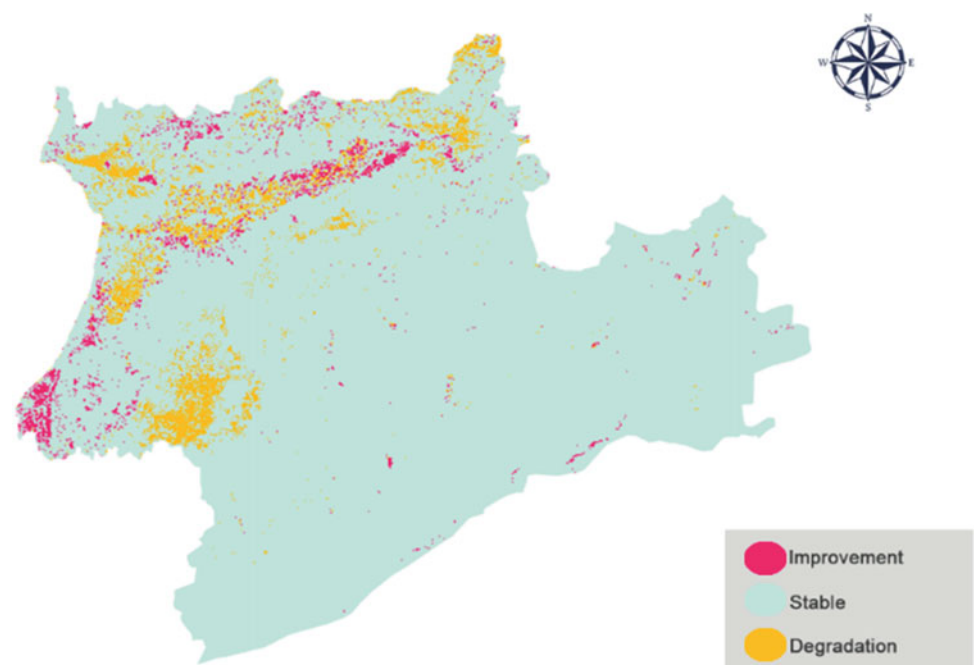 N
W E
S
Improvement
Stable
Degradation